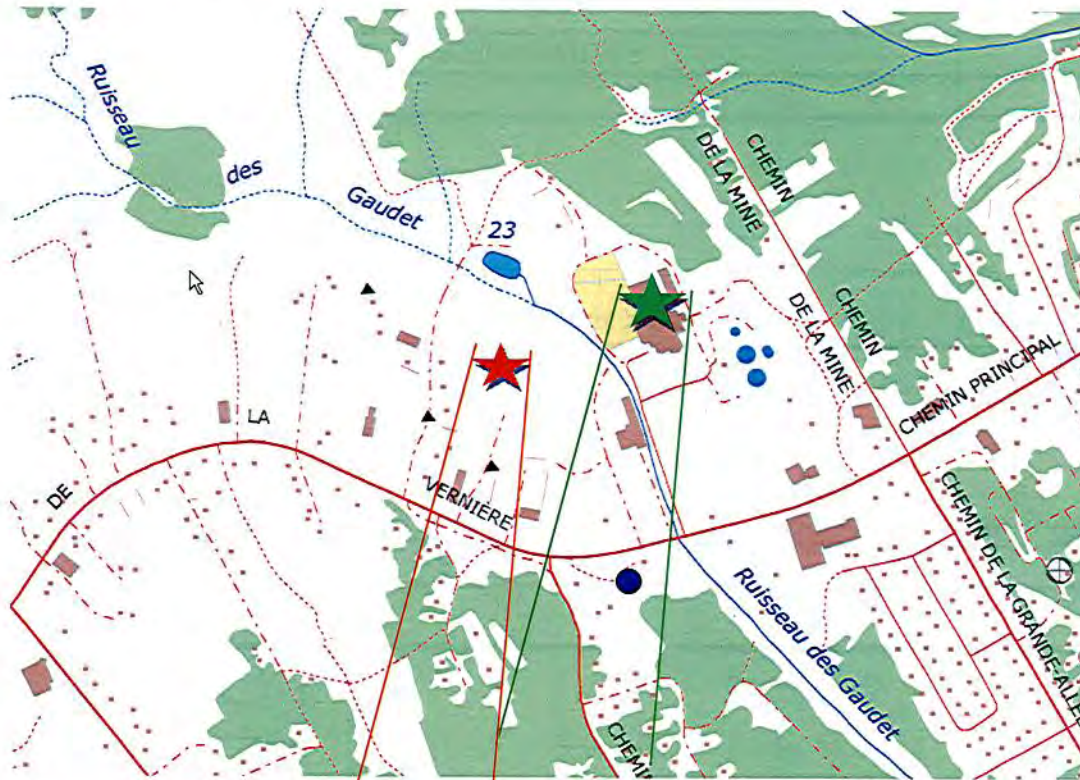 Ruisseau
des
Gaudet
23
CHEMIN
DE LA MINE
CHEMIN
DE LA MINE
CHEMIN PRINCIPAL
LA
DE
VERNIÈRE
CHEMIN DE LA GRANDE-ALLÉE
Ruisseau des Gaudet
CHEMIN